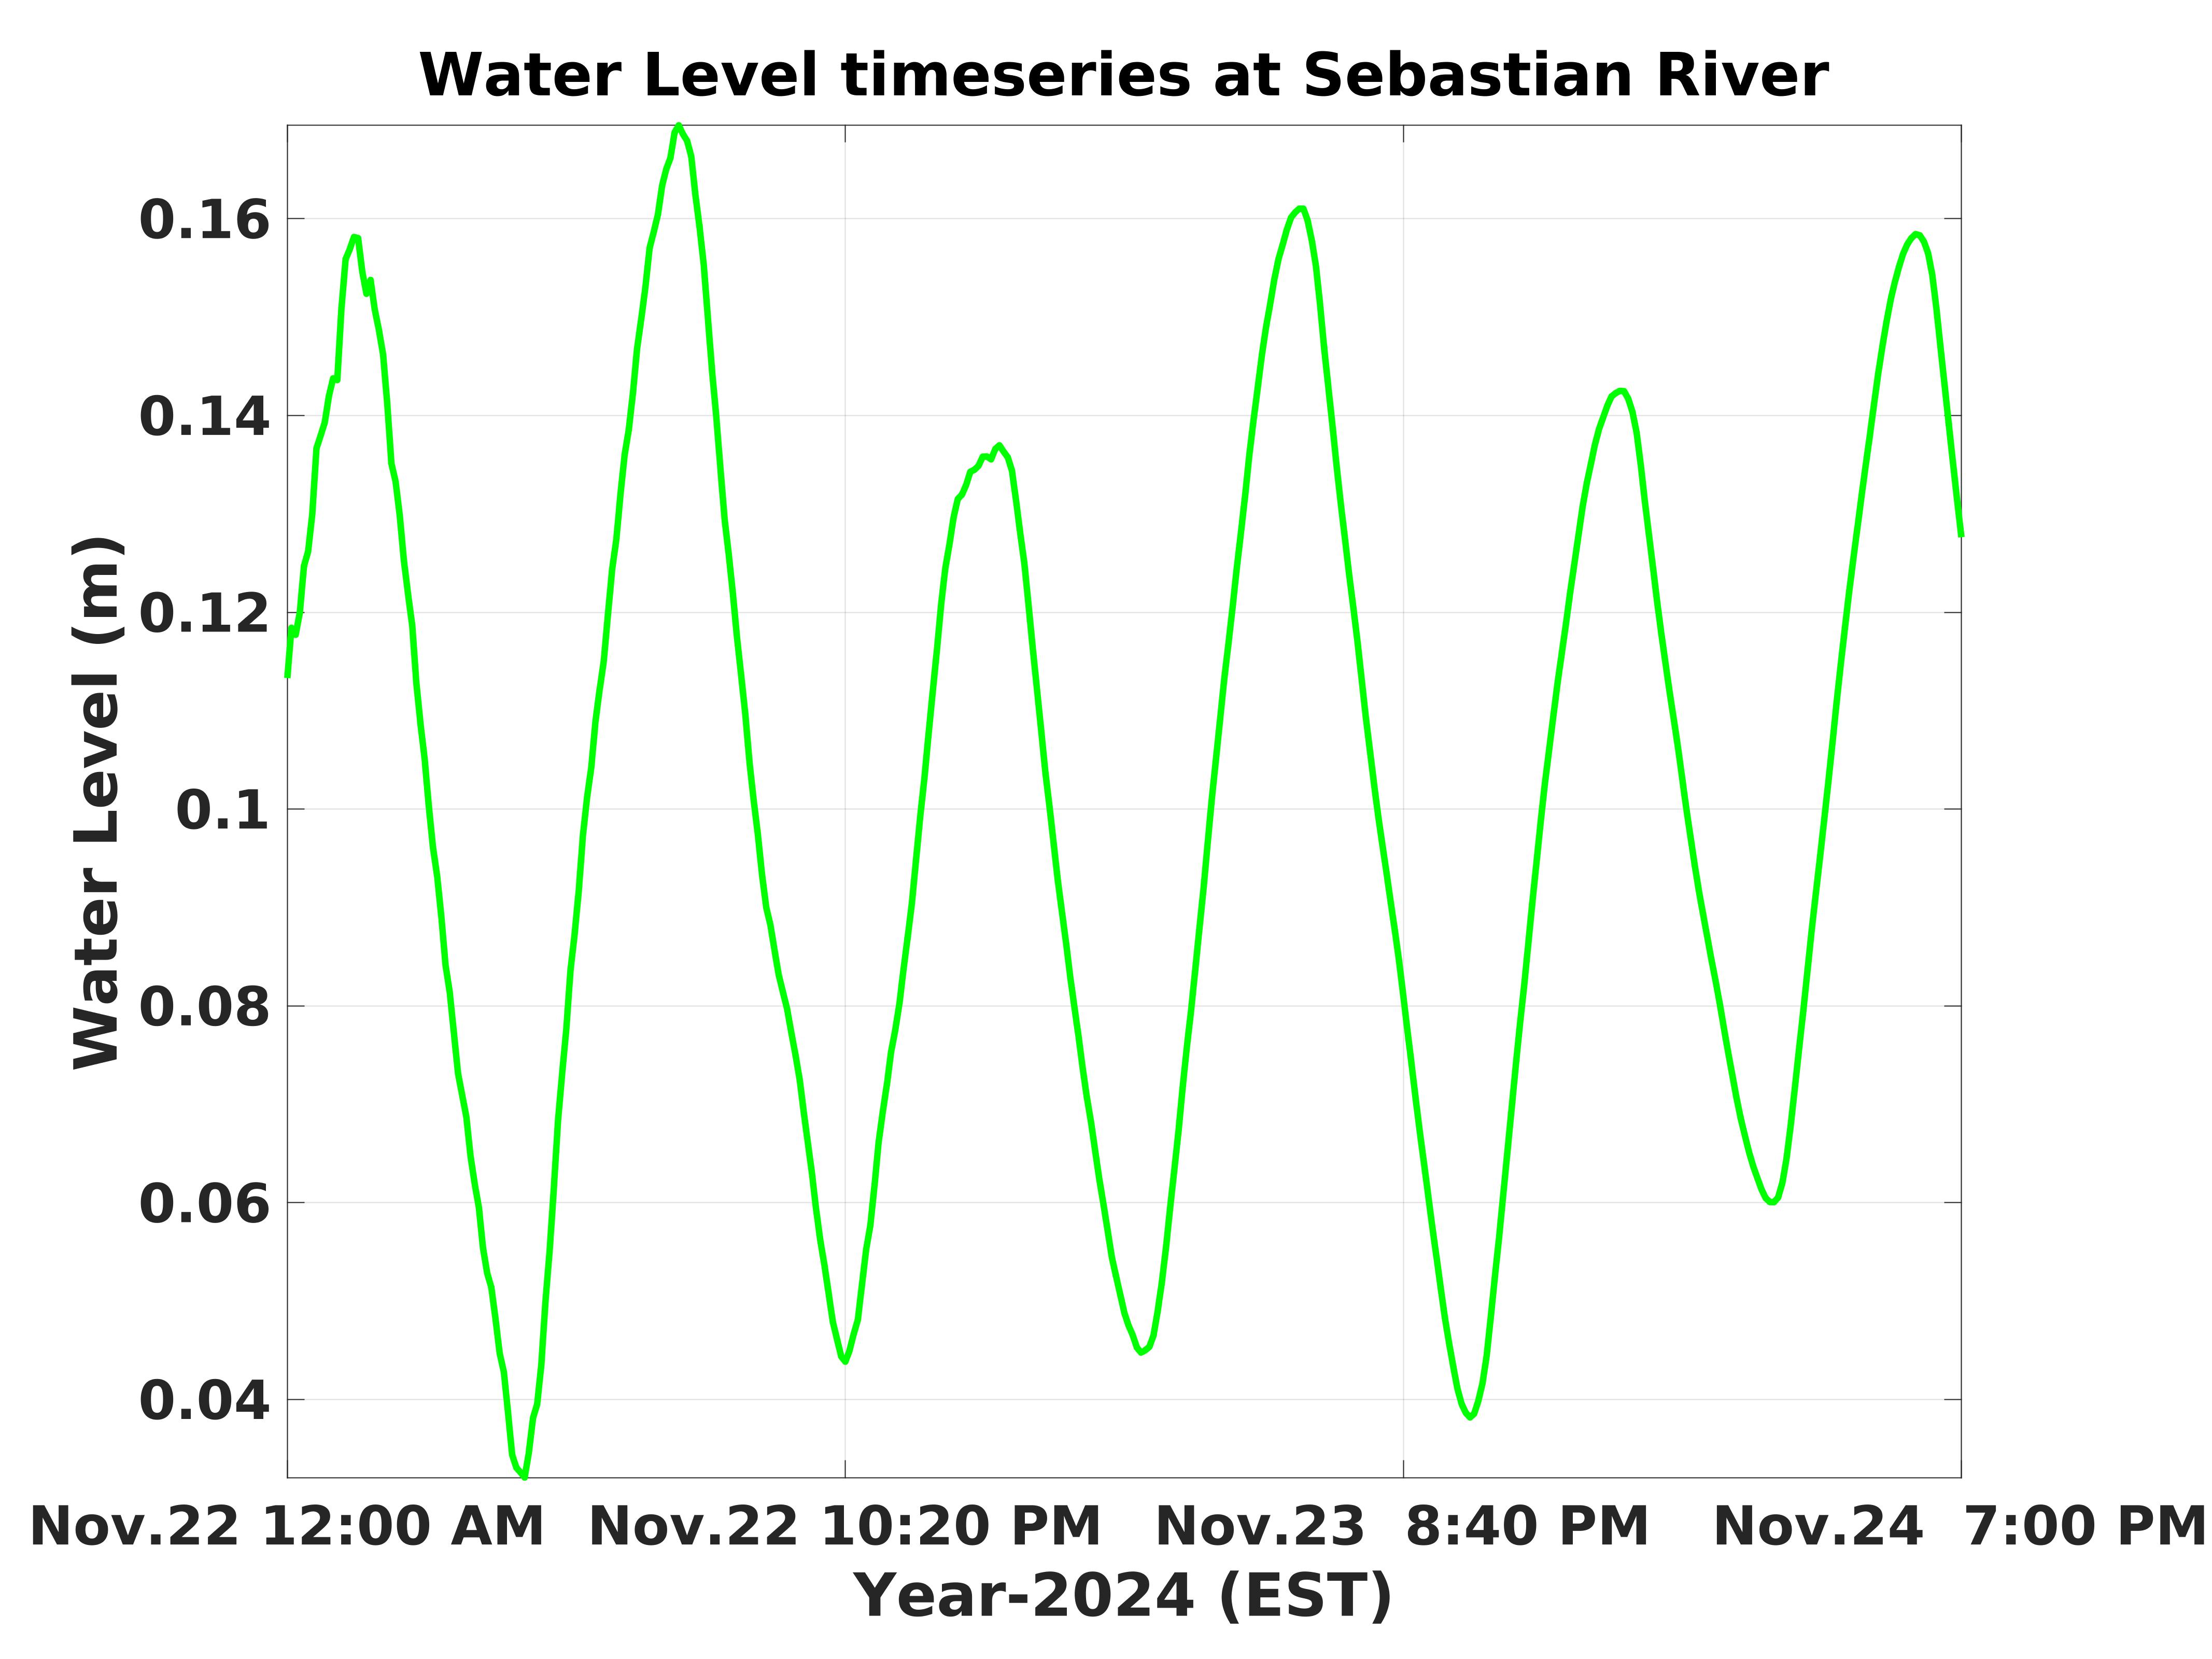 Water Level timeseries at Sebastian River
0.16
0.14
0.12
0.1
0.08
0.06
0.04
Water Level (m)
Nov.22 12:00 AM Nov.22 10:20 PM Nov.23 8:40 PM Nov.24 7:00 PM
Year-2024 (EST)